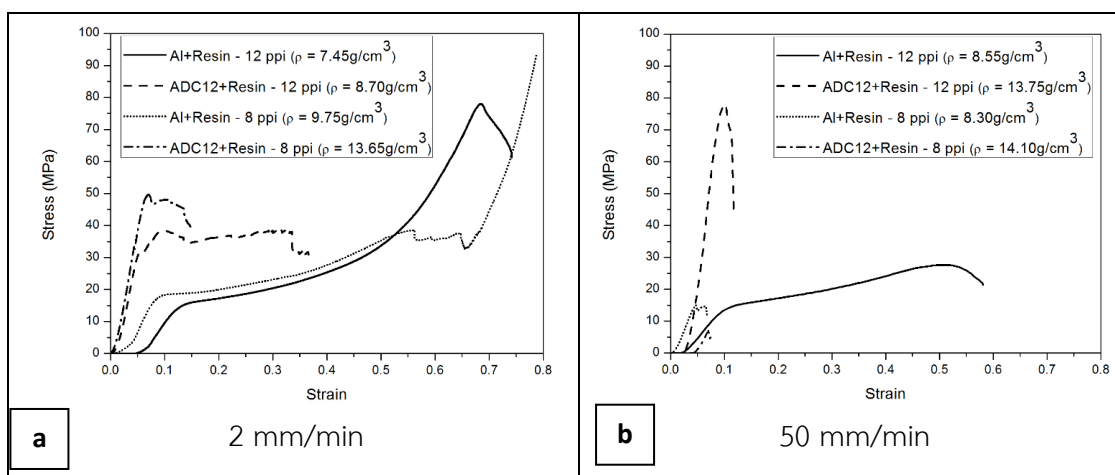 100
90
80
70
60
50
40
30
20
10
0
Stress (MPa)
Al+Resin - 12 ppi (ρ = 7.45g/cm³)
ADC12+Resin - 12 ppi (ρ = 8.70g/cm³)
Al+Resin - 8 ppi (ρ = 9.75g/cm³)
ADC12+Resin - 8 ppi (ρ = 13.65g/cm³)
0.0 0.1 0.2 0.3 0.4 0.5 0.6 0.7 0.8
Strain
a
2 mm/min
100
90
80
70
60
50
40
30
20
10
0
Stress (MPa)
Al+Resin - 12 ppi (ρ = 8.55g/cm³)
ADC12+Resin - 12 ppi (ρ = 13.75g/cm³)
Al+Resin - 8 ppi (ρ = 8.30g/cm³)
ADC12+Resin - 8 ppi (ρ = 14.10g/cm³)
0.0 0.1 0.2 0.3 0.4 0.5 0.6 0.7 0.8
Strain
b
50 mm/min